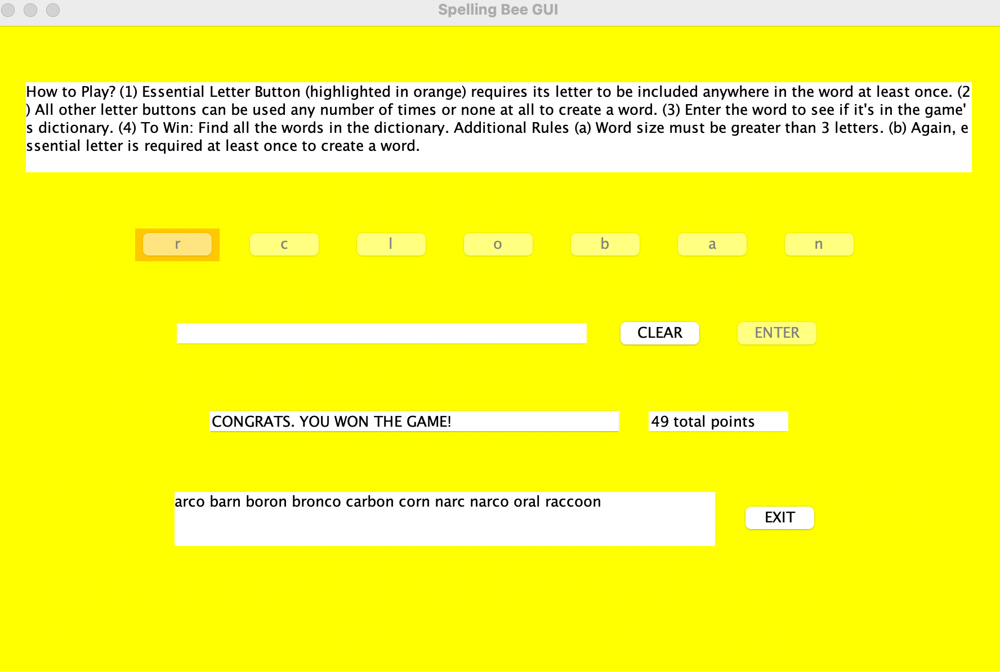 Spelling Bee GUI
How to Play? (1) Essential Letter Button (highlighted in orange) requires its letter to be included anywhere in the word at least once. (2
) All other letter buttons can be used any number of times or none at all to create a word. (3) Enter the word to see if it's in the game'
s dictionary. (4) To Win: Find all the words in the dictionary. Additional Rules (a) Word size must be greater than 3 letters. (b) Again, e
ssential letter is required at least once to create a word.
r c l o b a n
CLEAR ENTER
CONGRATS. YOU WON THE GAME! 49 total points
arco barn boron bronco carbon corn narc narco oral raccoon
EXIT